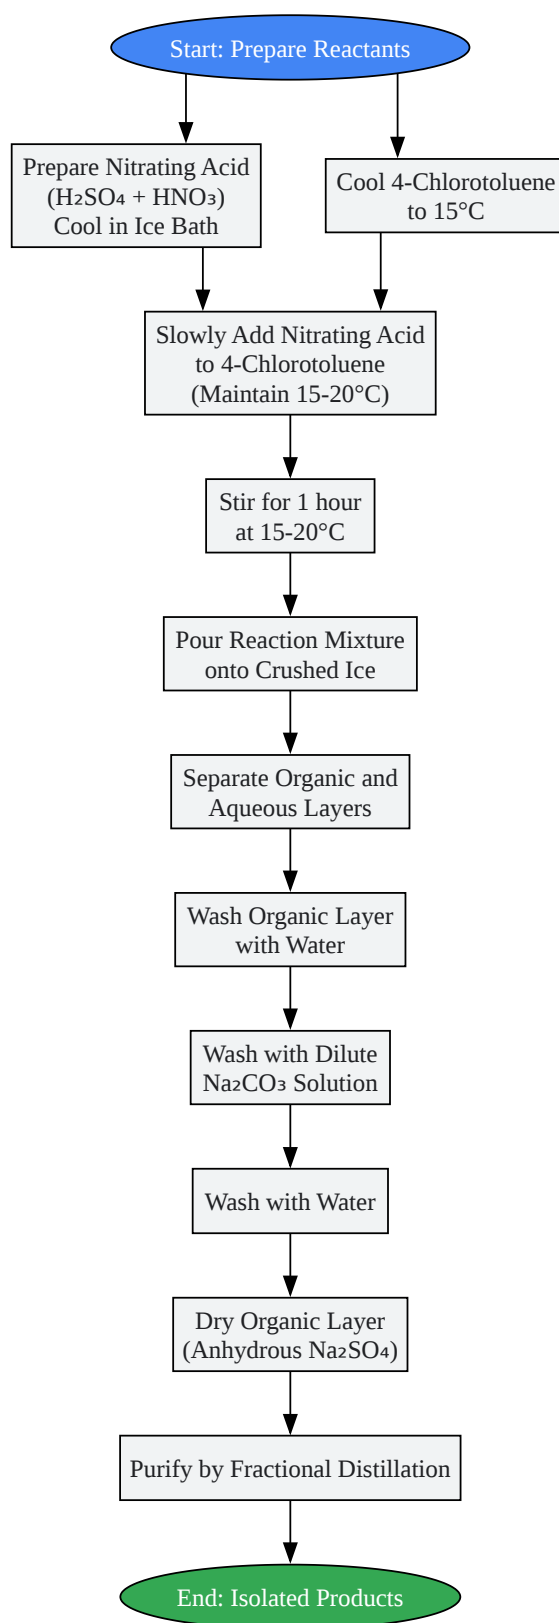 Start: Prepare Reactants
Prepare Nitrating Acid
(H₂SO₄ + HNO₃)
Cool in Ice Bath
Cool 4-Chlorotoluene
to 15°C
Slowly Add Nitrating Acid
to 4-Chlorotoluene
(Maintain 15-20°C)
Stir for 1 hour
at 15-20°C
Pour Reaction Mixture
onto Crushed Ice
Separate Organic and
Aqueous Layers
Wash Organic Layer
with Water
Wash with Dilute
Na₂CO₃ Solution
Wash with Water
Dry Organic Layer
(Anhydrous Na₂SO₄)
Purify by Fractional Distillation
End: Isolated Products